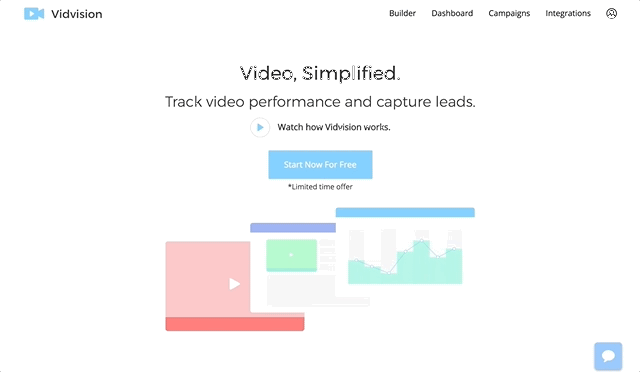 Vidvision
Builder Dashboard Campaigns Integrations
Video, Simplified.
Track video performance and capture leads.
Watch how Vidvision works.
Start Now For Free
*Limited time offer